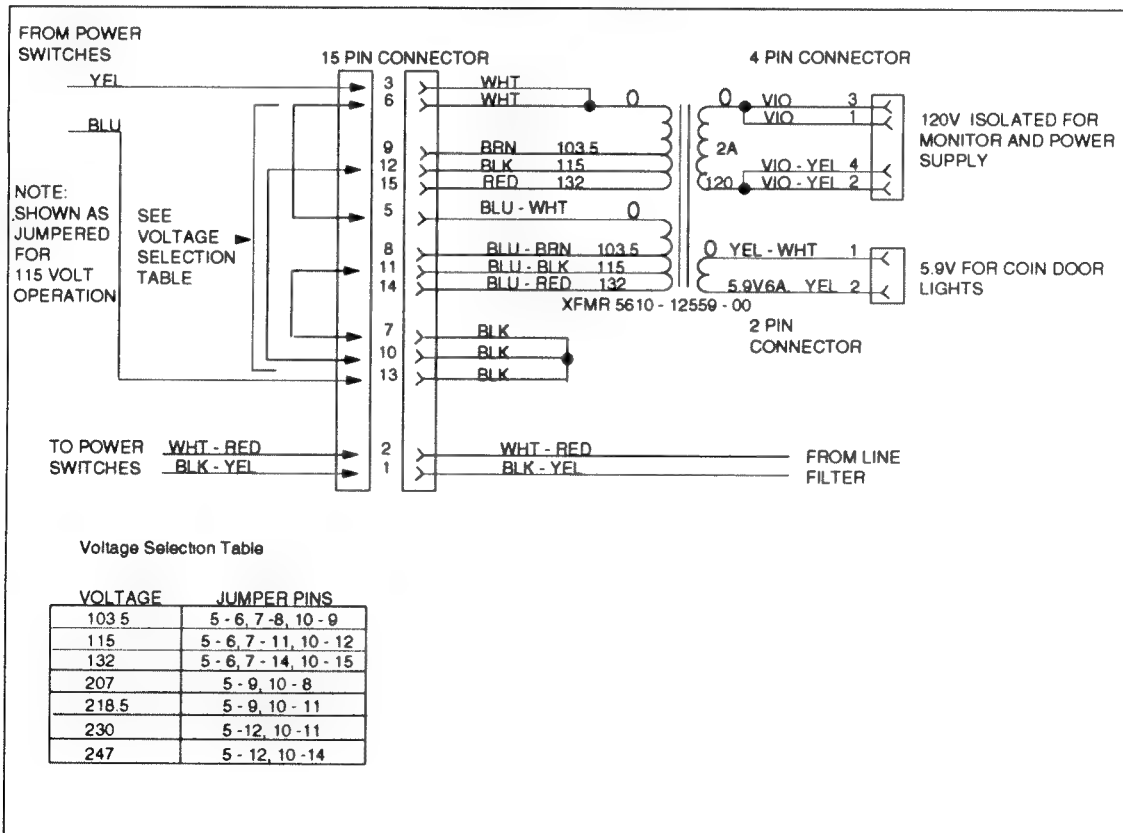 FROM POWER
SWITCHES
15 PIN CONNECTOR
4 PIN CONNECTOR
YEL
3 WHT
6 WHT 0
0 VIO 3
VIO 1
120V ISOLATED FOR
MONITOR AND POWER
SUPPLY
BLU
9 BRN 103.5
12 BLK 115
15 RED 132
2A
VIO - YEL 4
120 VIO - YEL 2
NOTE:
SHOWN AS
JUMPERED
FOR
115 VOLT
OPERATION
SEE
VOLTAGE
SELECTION
TABLE
5 BLU - WHT 0
8 BLU - BRN 103.5
11 BLU - BLK 115
14 BLU - RED 132
0 YEL - WHT 1
5.9V6A. YEL 2
5.9V FOR COIN DOOR
LIGHTS
XFMR 5610 - 12559 - 00
2 PIN
CONNECTOR
7 BLK
10 BLK
13 BLK
TO POWER
SWITCHES
WHT - RED 2 WHT - RED
BLK - YEL 1 BLK - YEL
FROM LINE
FILTER
Voltage Selection Table
VOLTAGE JUMPER PINS
103.5 5 - 6, 7 -8, 10 - 9
115 5 - 6, 7 - 11, 10 - 12
132 5 - 6, 7 - 14, 10 - 15
207 5 - 9, 10 - 8
218.5 5 - 9, 10 - 11
230 5 -12, 10 -11
247 5 - 12, 10 -14